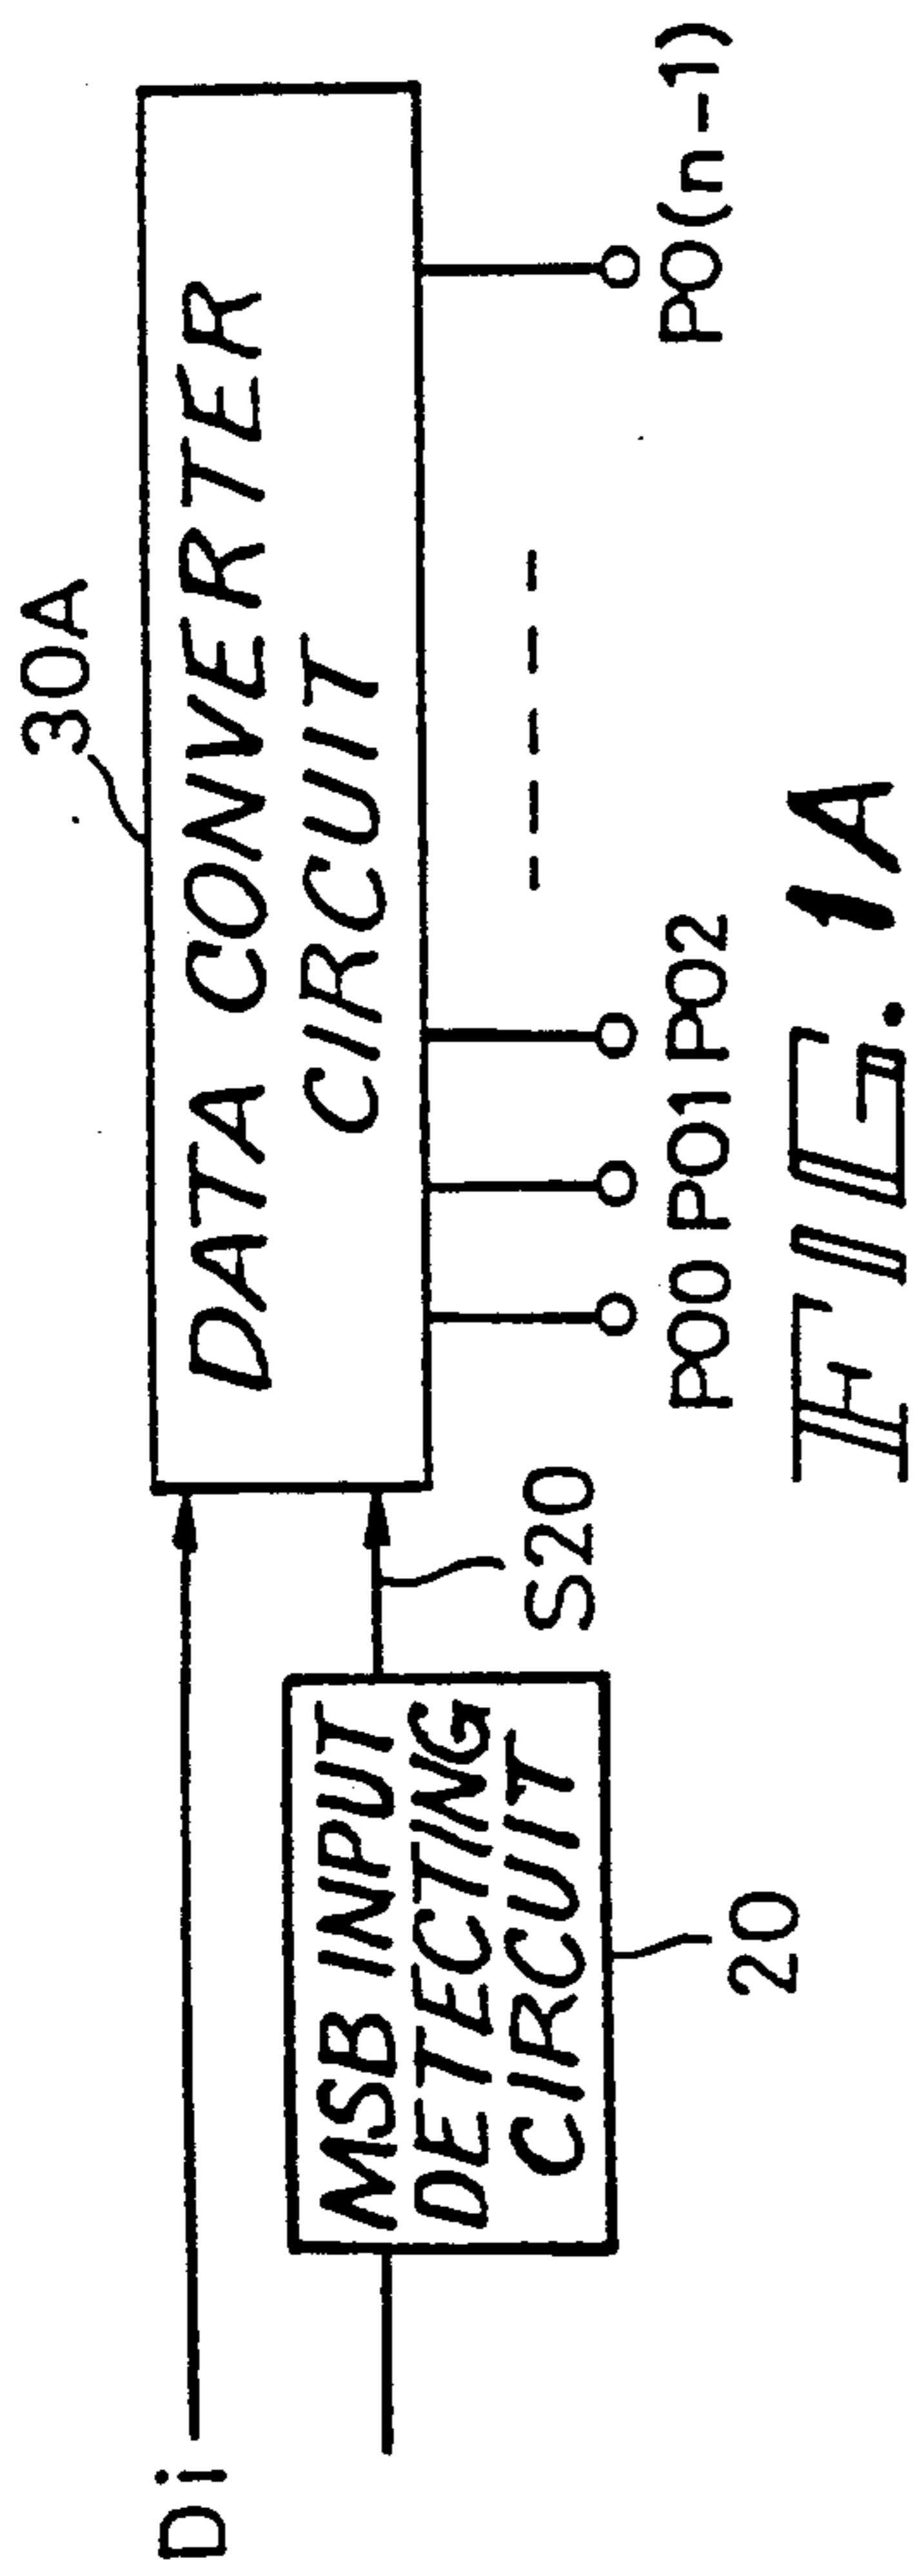 30A
Di
DATA CONVERTER
CIRCUIT
MSB INPUT
DETECTING
CIRCUIT
S20
20
PO0 PO1 PO2
PO(n-1)
FIG. 1A